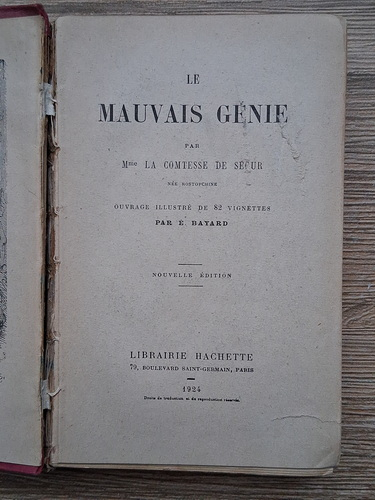 LE
MAUVAIS GÉNIE
PAR
Mme LA COMTESSE DE SÉGUR
NÉE ROSTOPCHINE
OUVRAGE ILLUSTRÉ DE 82 VIGNETTES
PAR É. BAYARD
NOUVELLE ÉDITION
LIBRAIRIE HACHETTE
79, BOULEVARD SAINT-GERMAIN, PARIS
1924
Droits de traduction et de reproduction réservés.